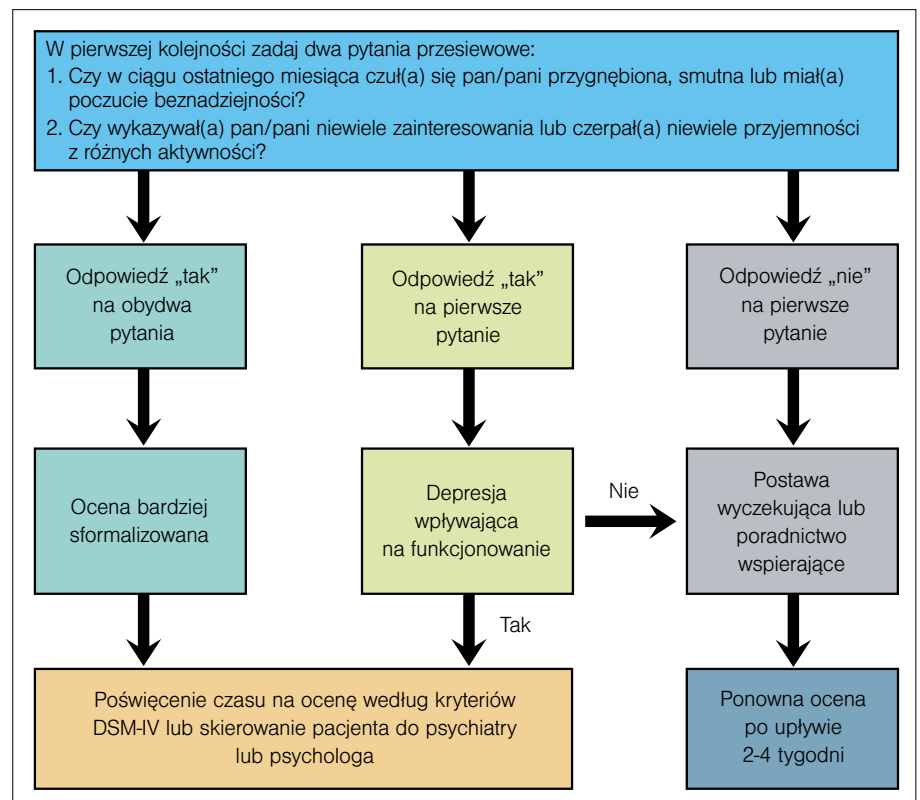 W pierwszej kolejności zadaj dwa pytania przesiewowe:
1. Czy w ciągu ostatniego miesiąca czuł(a) się pan/pani przygnębiona, smutna lub miał(a)
poczucie beznadziejności?
2. Czy wykazywał(a) pan/pani niewiele zainteresowania lub czerpał(a) niewiele przyjemności
z różnych aktywności?
Odpowiedź „tak”
na obydwa
pytania
Odpowiedź „tak”
na pierwsze
pytanie
Odpowiedź „nie”
na pierwsze
pytanie
Ocena bardziej
sformalizowana
Depresja
wpływająca
na funkcjonowanie
Nie
Postawa
wyczekująca lub
poradnictwo
wspierające
Tak
Poświęcenie czasu na ocenę według kryteriów
DSM-IV lub skierowanie pacjenta do psychiatry
lub psychologa
Ponowna ocena
po upływie
2-4 tygodni